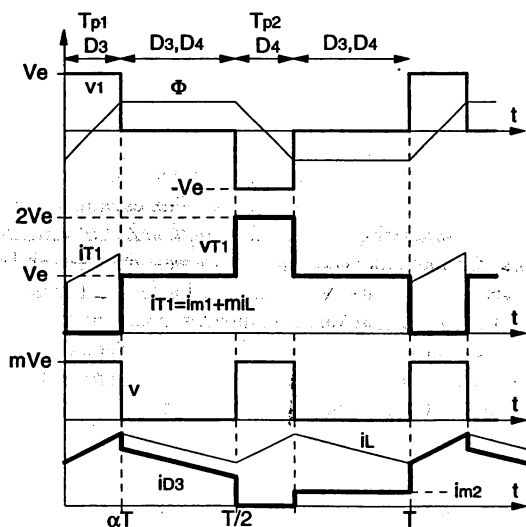 Tp1 Tp2
D3 D3,D4 D4 D3,D4
Ve
v1 Φ
t
-Ve
2Ve
iT1 vT1
Ve
iT1=im1+miL
t
mVe
v
t
iL
iD3
im2
t
αT T/2 T